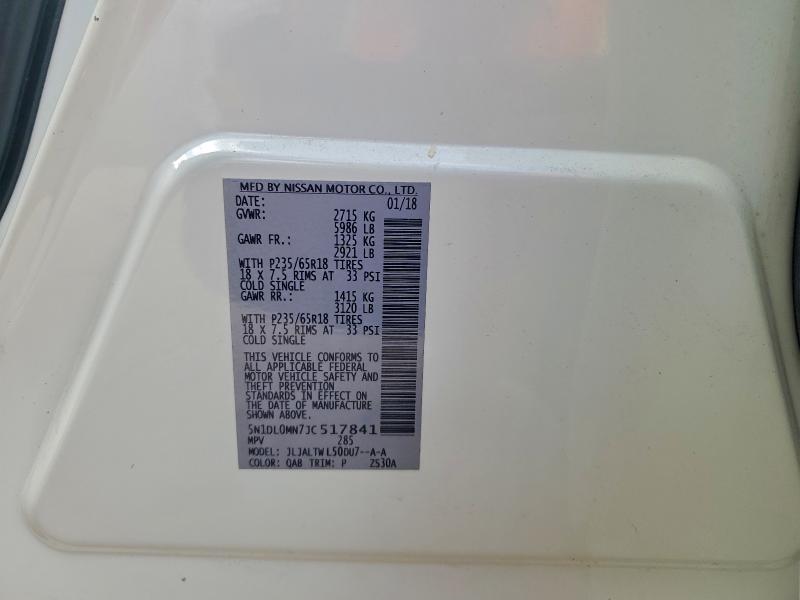 MFD BY NISSAN MOTOR CO., LTD.
DATE: 01/18
GVWR: 2715 KG
5986 LB
GAWR FR.: 1325 KG
2921 LB
WITH P235/65R18 TIRES
18 X 7.5 RIMS AT 33 PSI
COLD SINGLE
GAWR RR.: 1415 KG
3120 LB
WITH P235/65R18 TIRES
18 X 7.5 RIMS AT 33 PSI
COLD SINGLE
THIS VEHICLE CONFORMS TO
ALL APPLICABLE FEDERAL
MOTOR VEHICLE SAFETY AND
THEFT PREVENTION
STANDARDS IN EFFECT ON
THE DATE OF MANUFACTURE
SHOWN ABOVE.
5N1DL0MN7JC517841
MPV 285
MODEL: JLJALTWL50DU7--A-A
COLOR: QAB TRIM: P ZS30A